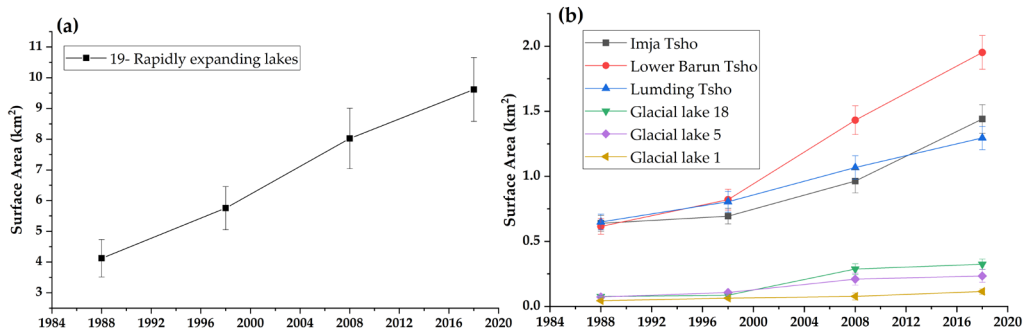 (a)
19- Rapidly expanding lakes
Surface Area (km²)
11
10
9
8
7
6
5
4
3
1984 1988 1992 1996 2000 2004 2008 2012 2016 2020
(b)
Imja Tsho
Lower Barun Tsho
Lumding Tsho
Glacial lake 18
Glacial lake 5
Glacial lake 1
Surface Area (km²)
2.0
1.5
1.0
0.5
0.0
1984 1988 1992 1996 2000 2004 2008 2012 2016 2020